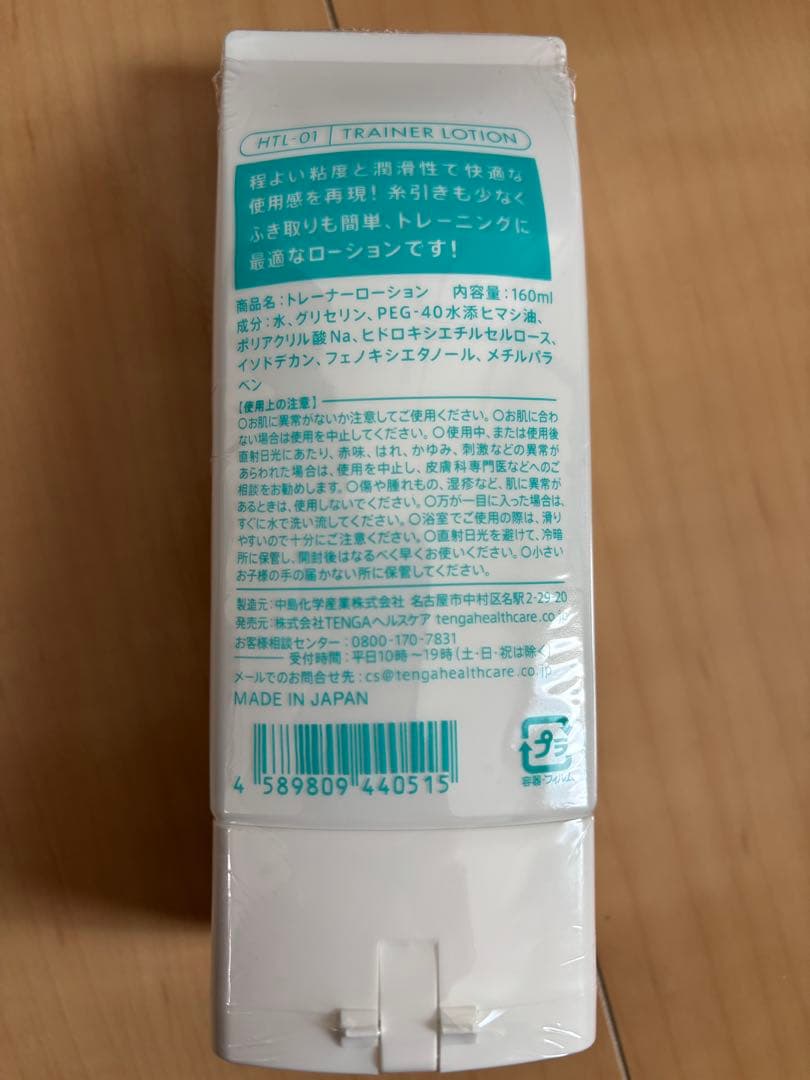 HTL-01 | TRAINER LOTION
程よい粘度と潤滑性で快適な
使用感を再現！糸引きも少なく
ふき取りも簡単、トレーニングに
最適なローションです！
商品名：トレーナーローション 内容量：160ml
成分：水、グリセリン、PEG-40水添ヒマシ油、
ポリアクリル酸Na、ヒドロキシエチルセルロース、
イソドデカン、フェノキシエタノール、メチルパラ
ベン
【使用上の注意】
○お肌に異常がないか注意してご使用ください。○お肌に合わ
ない場合は使用を中止してください。○使用中、または使用後
直射日光にあたり、赤味、はれ、かゆみ、刺激などの異常が
あらわれた場合は、使用を中止し、皮膚科専門医などへのご
相談をお勧めします。○傷や腫れもの、湿疹など、肌に異常が
あるときは、使用しないでください。○万が一目に入った場合は、
すぐに水で洗い流してください。○浴室でご使用の際は、滑り
やすいので十分にご注意ください。○直射日光を避けて、冷暗
所に保管し、開封後はなるべく早くお使いください。○小さい
お子様の手の届かない所に保管してください。
製造元：中島化学産業株式会社 名古屋市中村区名駅2-29-20
発売元：株式会社TENGAヘルスケア tengahealthcare.co.jp
お客様相談センター：0800-170-7831
受付時間：平日10時～19時（土・日・祝は除く）
メールでのお問合せ先：cs@tengahealthcare.co.jp
MADE IN JAPAN
4 589809 440515
プラ
容器・フィルム